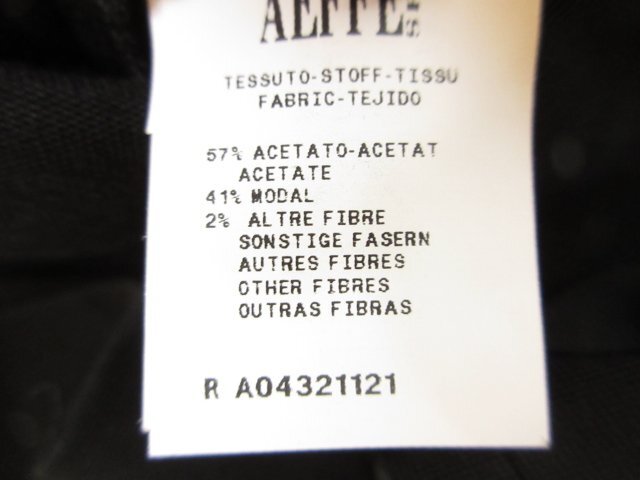 AEFFE SPA
TESSUTO-STOFF-TISSU
FABRIC-TEJIDO
57% ACETATO-ACETAT
ACETATE
41% MODAL
2% ALTRE FIBRE
SONSTIGE FASERN
AUTRES FIBRES
OTHER FIBRES
OUTRAS FIBRAS
R A04321121